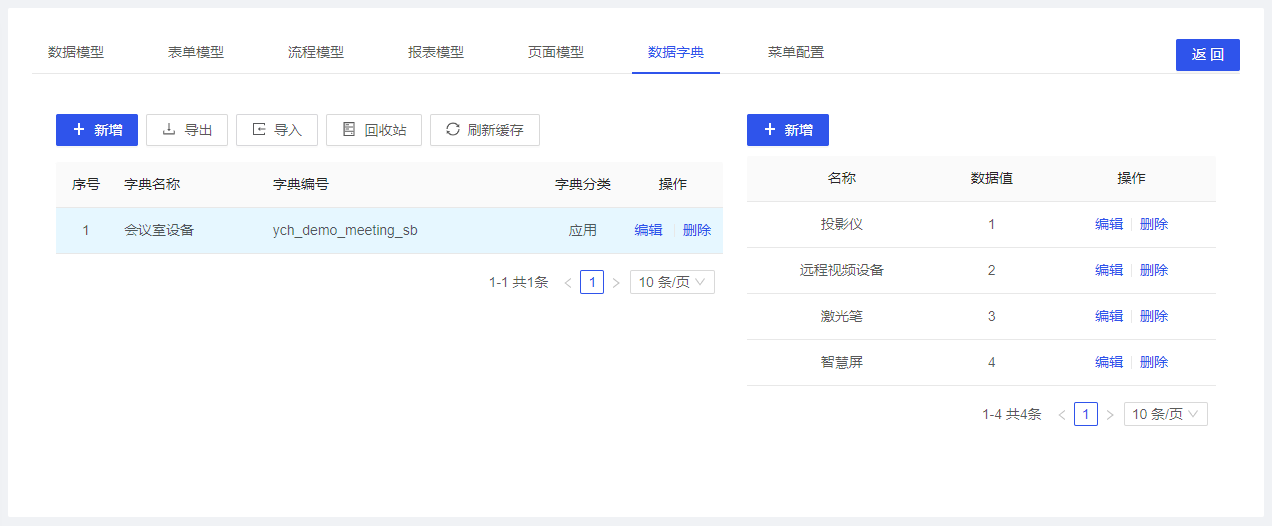 数据模型 表单模型 流程模型 报表模型 页面模型 数据字典 菜单配置 返 回
新增 导出 导入 回收站 刷新缓存
序号 字典名称 字典编号 字典分类 操作
1 会议室设备 ych_demo_meeting_sb 应用 编辑 删除
1-1 共1条 1 10 条/页
新增
名称 数据值 操作
投影仪 1 编辑 删除
远程视频设备 2 编辑 删除
激光笔 3 编辑 删除
智慧屏 4 编辑 删除
1-4 共4条 1 10 条/页